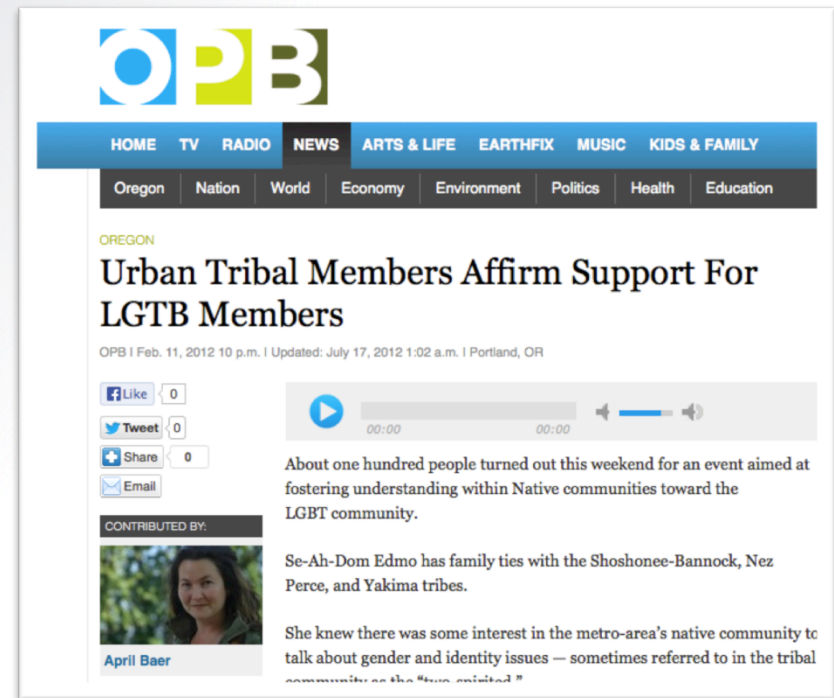 OPB
HOME TV RADIO NEWS ARTS & LIFE EARTHFIX MUSIC KIDS & FAMILY
Oregon Nation World Economy Environment Politics Health Education
OREGON
Urban Tribal Members Affirm Support For
LGTB Members
OPB | Feb. 11, 2012 10 p.m. | Updated: July 17, 2012 1:02 a.m. | Portland, OR
Like 0
Tweet 0
Share 0
Email
CONTRIBUTED BY:
April Baer
00:00 00:00
About one hundred people turned out this weekend for an event aimed at
fostering understanding within Native communities toward the
LGBT community.
Se-Ah-Dom Edmo has family ties with the Shoshonee-Bannock, Nez
Perce, and Yakima tribes.
She knew there was some interest in the metro-area's native community to
talk about gender and identity issues — sometimes referred to in the tribal
community as the "two-spirited."